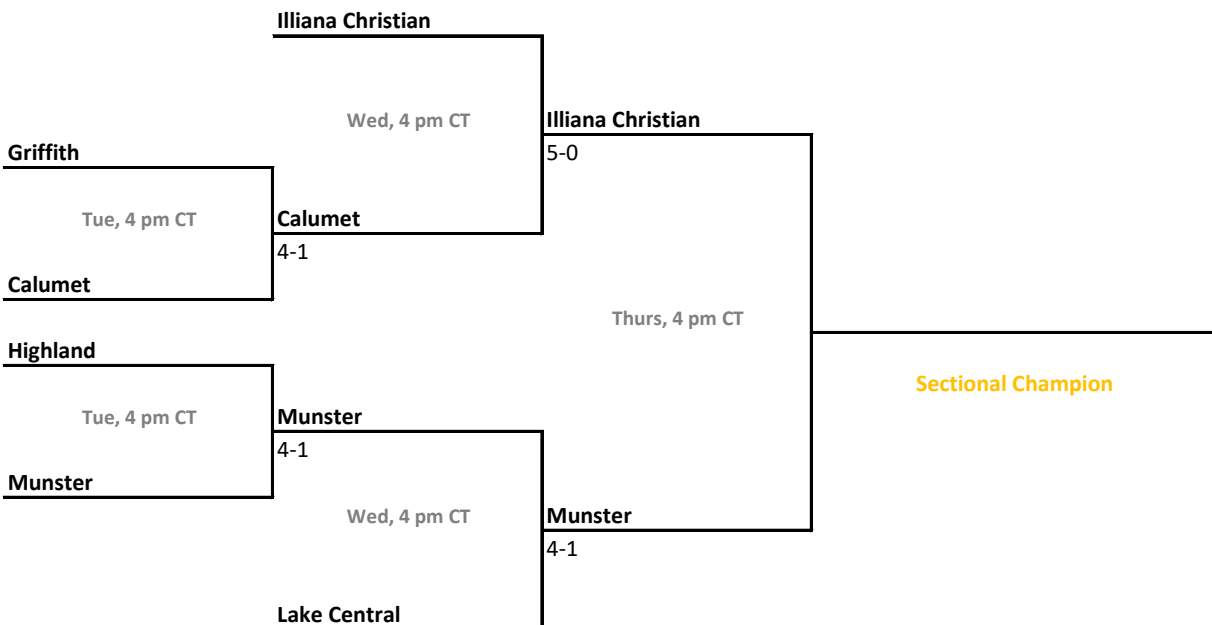 Illiana Christian
Wed, 4 pm CT
Illiana Christian
Griffith
5-0
Tue, 4 pm CT
Calumet
4-1
Calumet
Thurs, 4 pm CT
Highland
Sectional Champion
Tue, 4 pm CT
Munster
4-1
Munster
Wed, 4 pm CT
Munster
4-1
Lake Central